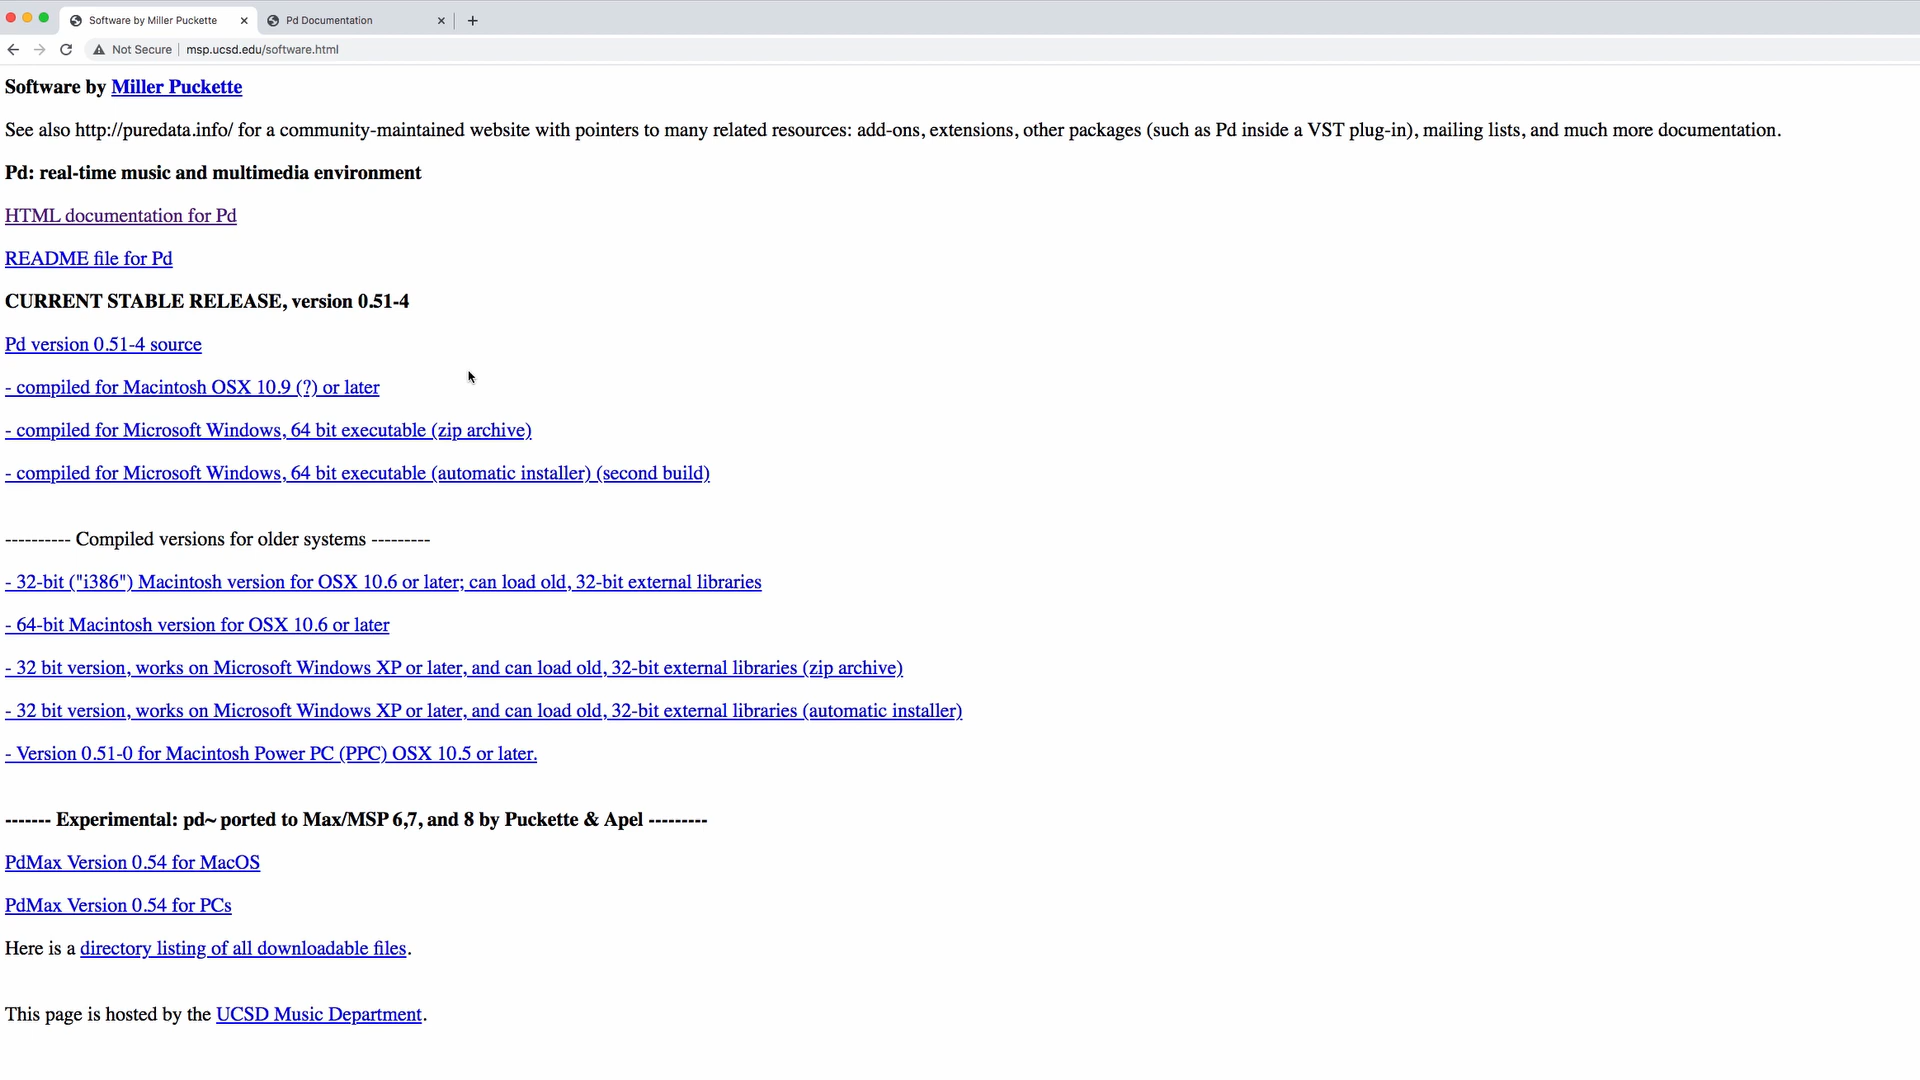 Software by Miller Puckette
Pd Documentation
Not Secure
msp.ucsd.edu/software.html
Software by Miller Puckette
See also http://puredata.info/ for a community-maintained website with pointers to many related resources: add-ons, extensions, other packages (such as Pd inside a VST plug-in), mailing lists, and much more documentation.
Pd: real-time music and multimedia environment
HTML documentation for Pd
README file for Pd
CURRENT STABLE RELEASE, version 0.51-4
Pd version 0.51-4 source
- compiled for Macintosh OSX 10.9 (?) or later
- compiled for Microsoft Windows, 64 bit executable (zip archive)
- compiled for Microsoft Windows, 64 bit executable (automatic installer) (second build)
---------- Compiled versions for older systems ---------
- 32-bit ("i386") Macintosh version for OSX 10.6 or later; can load old, 32-bit external libraries
- 64-bit Macintosh version for OSX 10.6 or later
- 32 bit version, works on Microsoft Windows XP or later, and can load old, 32-bit external libraries (zip archive)
- 32 bit version, works on Microsoft Windows XP or later, and can load old, 32-bit external libraries (automatic installer)
- Version 0.51-0 for Macintosh Power PC (PPC) OSX 10.5 or later.
------- Experimental: pd~ ported to Max/MSP 6,7, and 8 by Puckette & Apel ---------
PdMax Version 0.54 for MacOS
PdMax Version 0.54 for PCs
Here is a directory listing of all downloadable files.
This page is hosted by the UCSD Music Department.